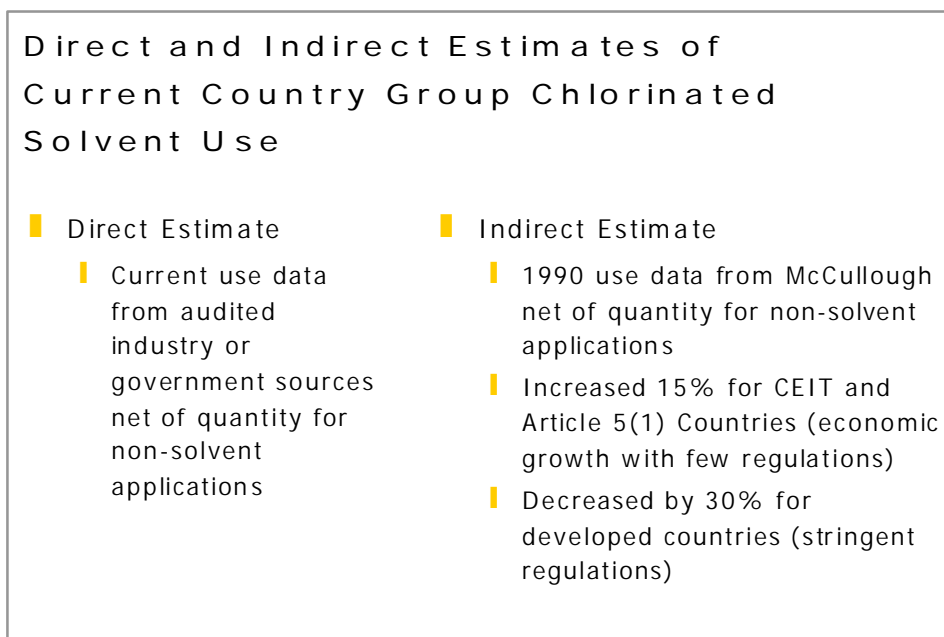 Direct and Indirect Estimates of
Current Country Group Chlorinated
Solvent Use
Direct Estimate
Current use data
from audited
industry or
government sources
net of quantity for
non-solvent
applications
Indirect Estimate
1990 use data from McCullough
net of quantity for non-solvent
applications
Increased 15% for CEIT and
Article 5(1) Countries (economic
growth with few regulations)
Decreased by 30% for
developed countries (stringent
regulations)